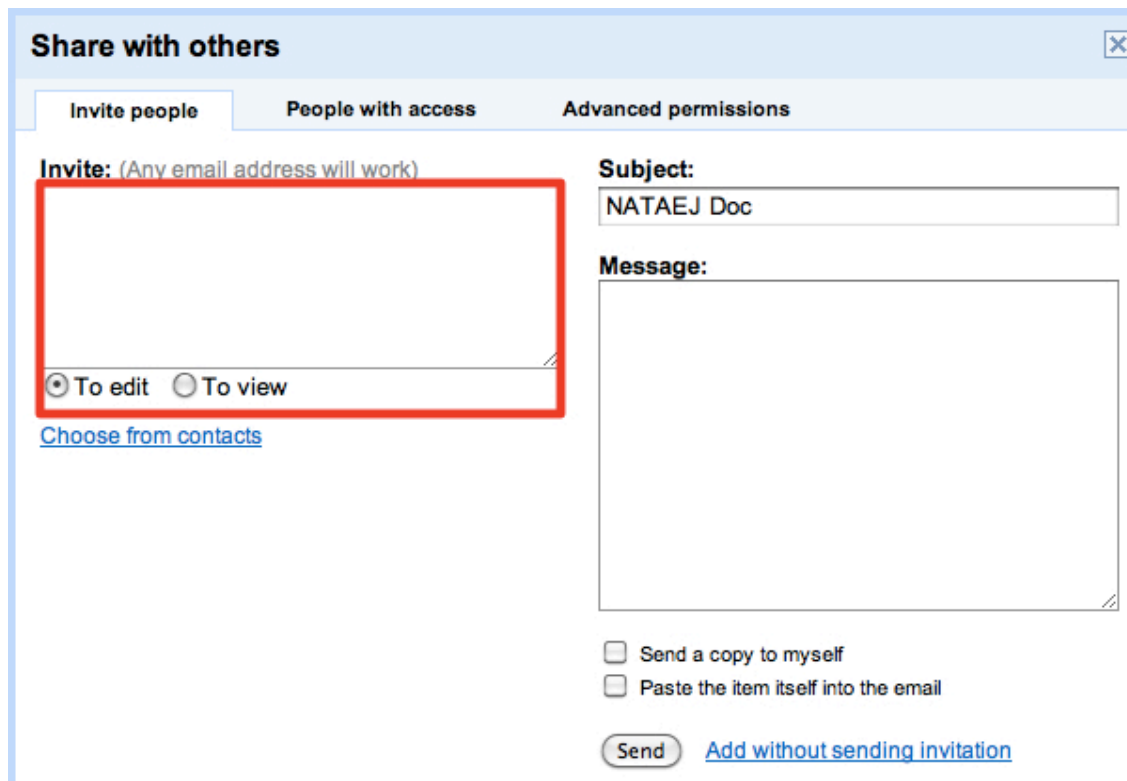 Share with others
Invite people
People with access
Advanced permissions
Invite: (Any email address will work)
To edit
To view
Choose from contacts
Subject:
NATAEJ Doc
Message:
Send a copy to myself
Paste the item itself into the email
Send
Add without sending invitation